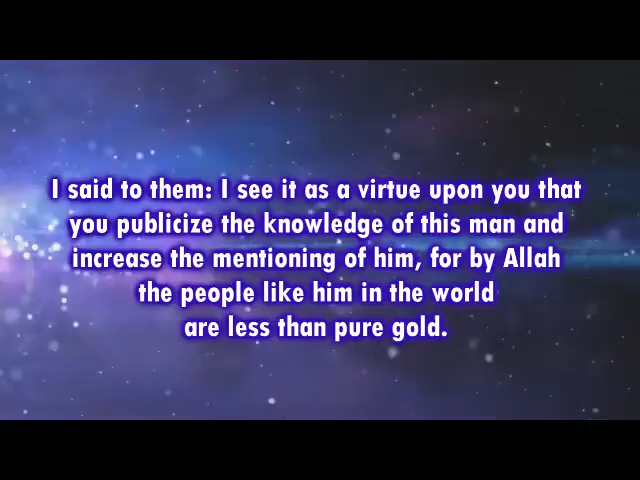 I said to them: I see it as a virtue upon you that
you publicize the knowledge of this man and
increase the mentioning of him, for by Allah
the people like him in the world
are less than pure gold.